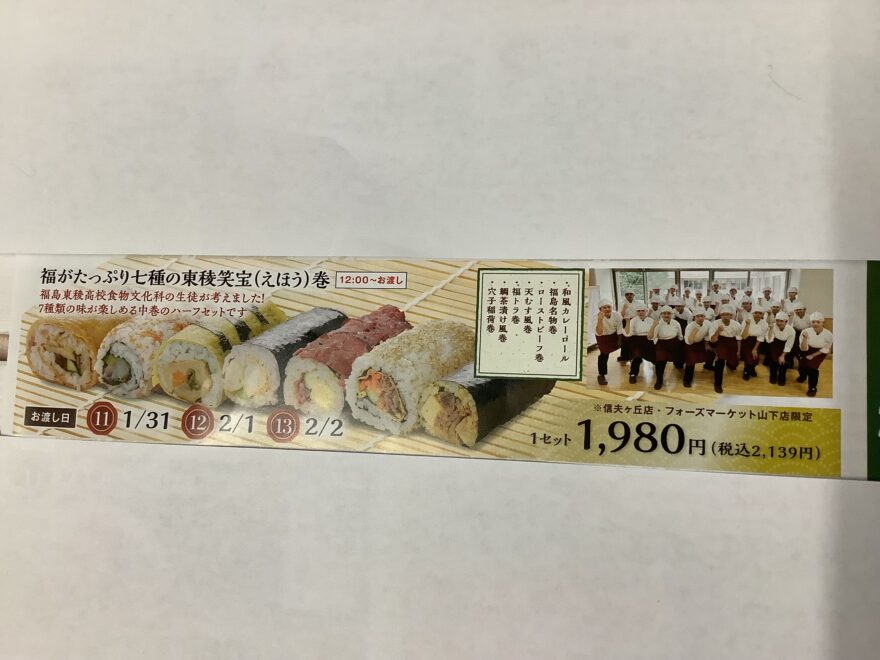 福がたっぷり七種の東稜笑宝(えほう)巻
12:00〜お渡し
福島東稜高校食物文化科の生徒が考えました!
7種類の味が楽しめる中巻のハーフセットです
・和風カレーロール
・福島名物巻
・ローストビーフ巻
・天むす風巻
・福トラ巻
・鯛茶漬け風巻
・穴子稲荷巻
お渡し日
11 1/31
12 2/1
13 2/2
※信夫ヶ丘店・フォーズマーケット山下店限定
1セット 1,980円(税込2,139円)